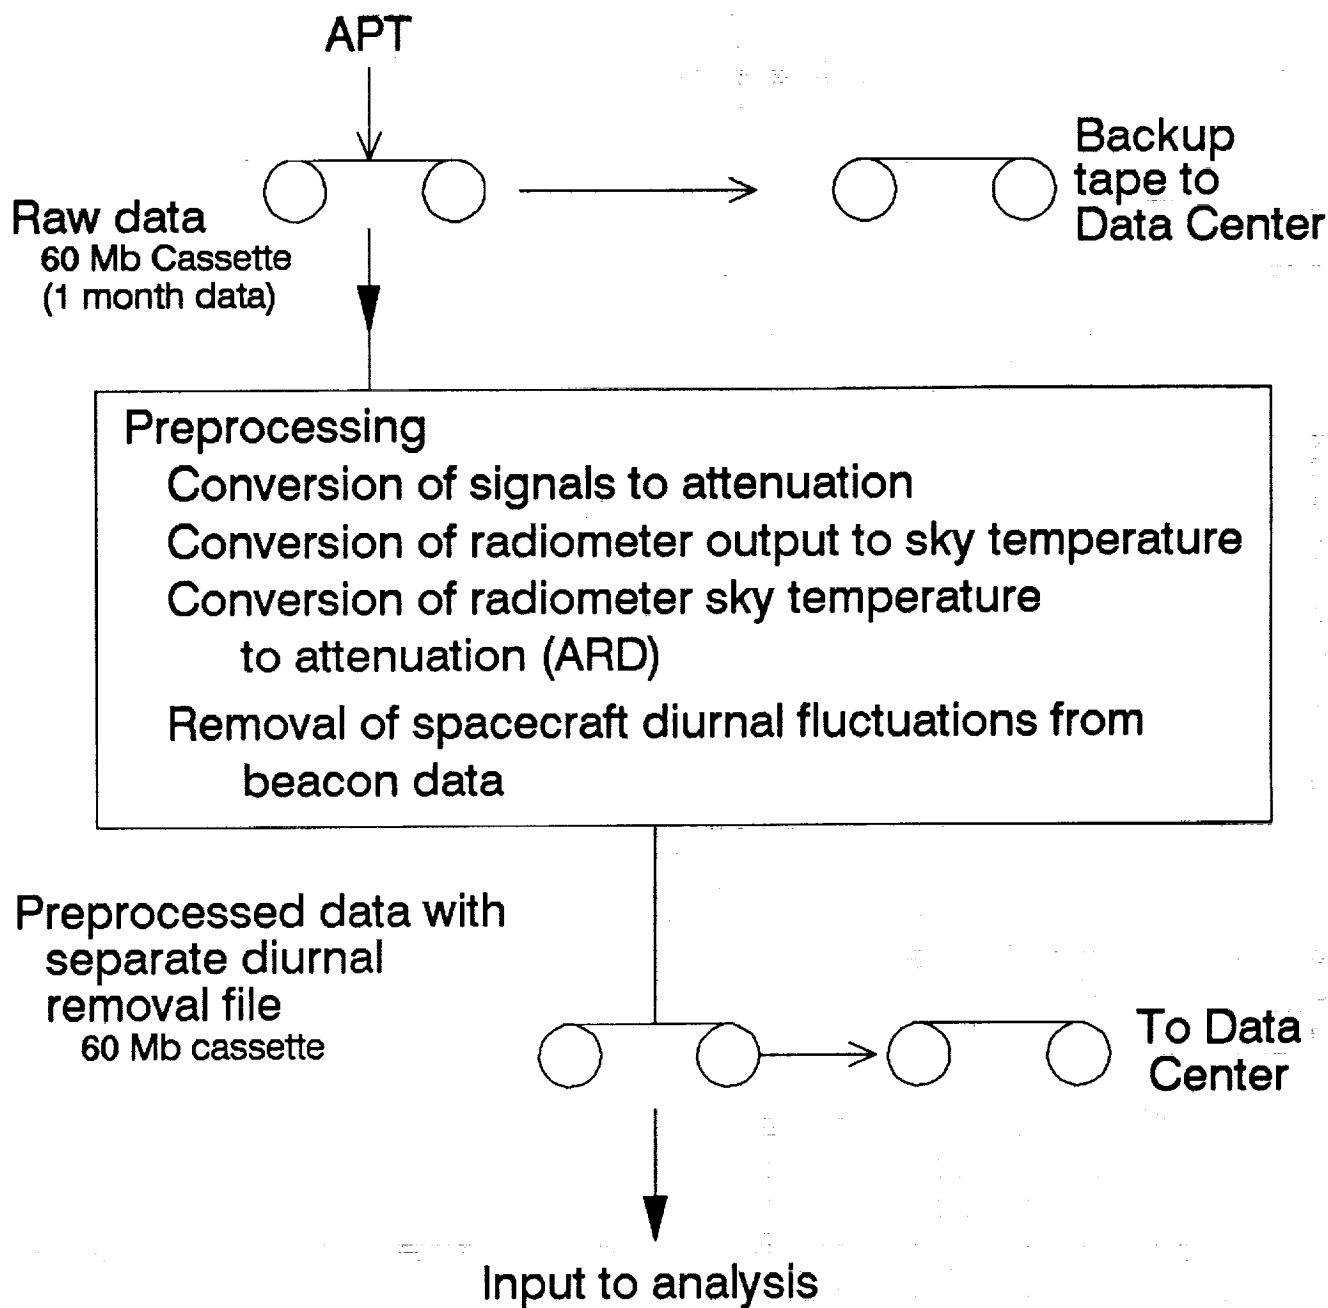 APT
Backup
tape to
Data Center
Raw data
60 Mb Cassette
(1 month data)
Preprocessing
Conversion of signals to attenuation
Conversion of radiometer output to sky temperature
Conversion of radiometer sky temperature
to attenuation (ARD)
Removal of spacecraft diurnal fluctuations from
beacon data
Preprocessed data with
separate diurnal
removal file
60 Mb cassette
To Data
Center
Input to analysis